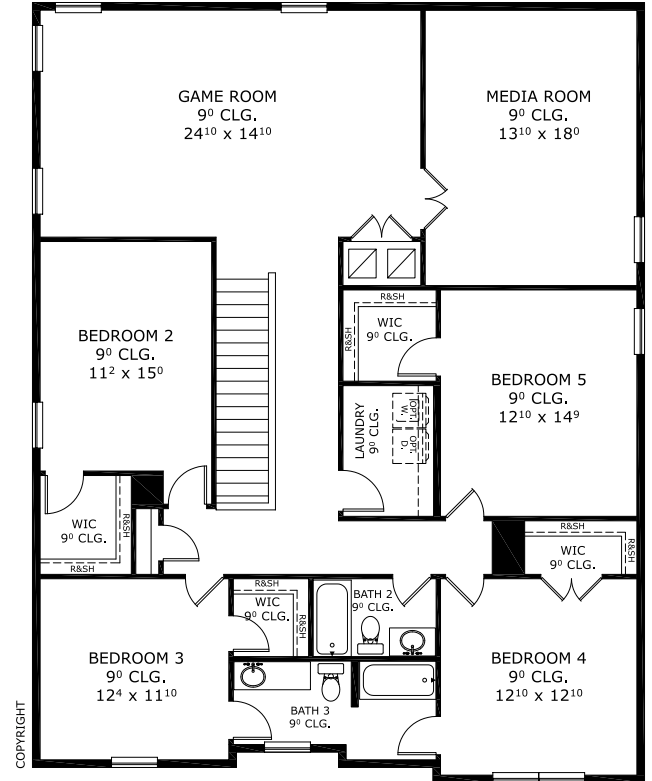 GAME ROOM
9⁰ CLG.
24¹⁰ x 14¹⁰
MEDIA ROOM
9⁰ CLG.
13¹⁰ x 18⁰
R&SH
WIC
9⁰ CLG.
R&SH
BEDROOM 2
9⁰ CLG.
11² x 15⁰
BEDROOM 5
9⁰ CLG.
12¹⁰ x 14⁹
LAUNDRY
9⁰ CLG.
OPT.
W.
OPT.
D.
WIC
9⁰ CLG.
R&SH
R&SH
R&SH
WIC
9⁰ CLG.
R&SH
R&SH
WIC
9⁰ CLG.
R&SH
BATH 2
9⁰ CLG.
BEDROOM 3
9⁰ CLG.
12⁴ x 11¹⁰
BEDROOM 4
9⁰ CLG.
12¹⁰ x 12¹⁰
BATH 3
9⁰ CLG.
COPYRIGHT